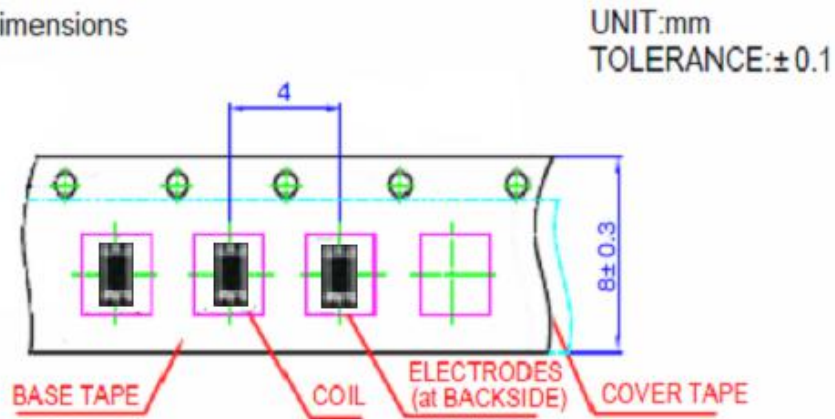 imensions
UNIT:mm
TOLERANCE:± 0.1
4
8± 0.3
BASE TAPE
COIL
ELECTRODES
(at BACKSIDE)
COVER TAPE